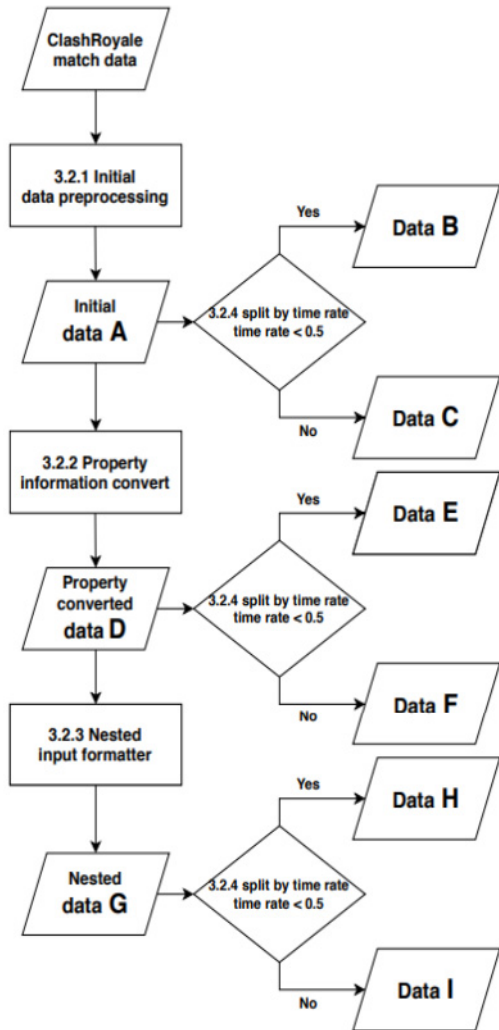 ClashRoyale
match data
3.2.1 Initial
data preprocessing
Yes
Data B
Initial
data A
3.2.4 split by time rate
time rate < 0.5
No
Data C
3.2.2 Property
information convert
Yes
Data E
Property
converted
data D
3.2.4 split by time rate
time rate < 0.5
No
Data F
3.2.3 Nested
input formatter
Yes
Data H
Nested
data G
3.2.4 split by time rate
time rate < 0.5
No
Data I